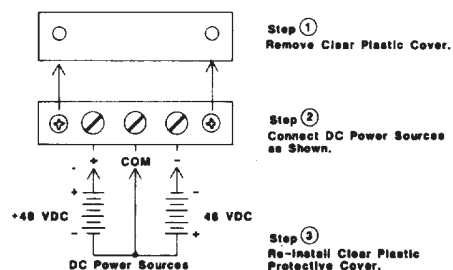 Step 1
Remove Clear Plastic Cover.
Step 2
Connect DC Power Sources
as Shown.
+ COM -
+ -
+48 VDC 46 VDC
- +
DC Power Sources
Step 3
Re-Install Clear Plastic
Protective Cover.